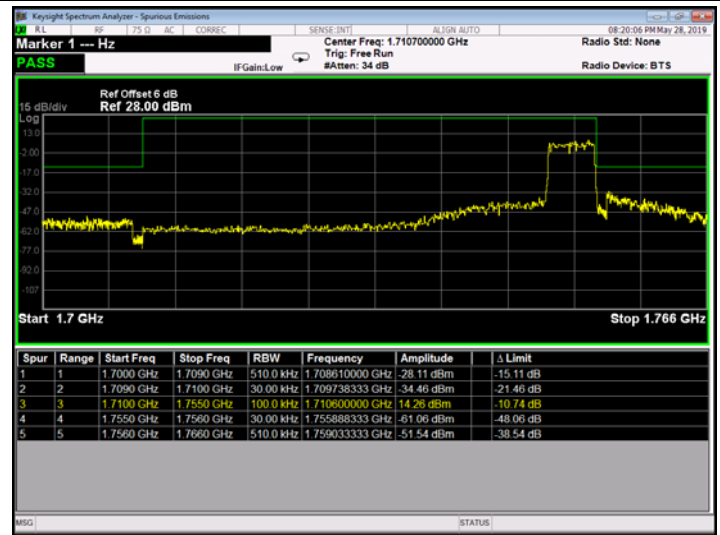 Keysight Spectrum Analyzer - Spurious Emissions
RL RF 75 Ω AC CORREC SENSE:INT ALIGN AUTO 08:20:06 PM May 28, 2019
Marker 1 --- Hz Center Freq: 1.710700000 GHz Radio Std: None
Trig: Free Run
PASS IFGain:Low #Atten: 34 dB Radio Device: BTS
Ref Offset 6 dB
15 dB/div Ref 28.00 dBm
Log
13.0
-2.00
-17.0
-32.0
-47.0
-62.0
-77.0
-92.0
-107
Start 1.7 GHz Stop 1.766 GHz
Spur Range Start Freq Stop Freq RBW Frequency Amplitude Δ Limit
1 1 1.7000 GHz 1.7090 GHz 510.0 kHz 1.708610000 GHz -28.11 dBm -15.11 dB
2 2 1.7090 GHz 1.7100 GHz 30.00 kHz 1.709738333 GHz -34.46 dBm -21.46 dB
3 3 1.7100 GHz 1.7550 GHz 100.0 kHz 1.710600000 GHz 14.26 dBm -10.74 dB
4 4 1.7550 GHz 1.7560 GHz 30.00 kHz 1.755888333 GHz -61.06 dBm -48.06 dB
5 5 1.7560 GHz 1.7660 GHz 510.0 kHz 1.759033333 GHz -51.54 dBm -38.54 dB
MSG STATUS